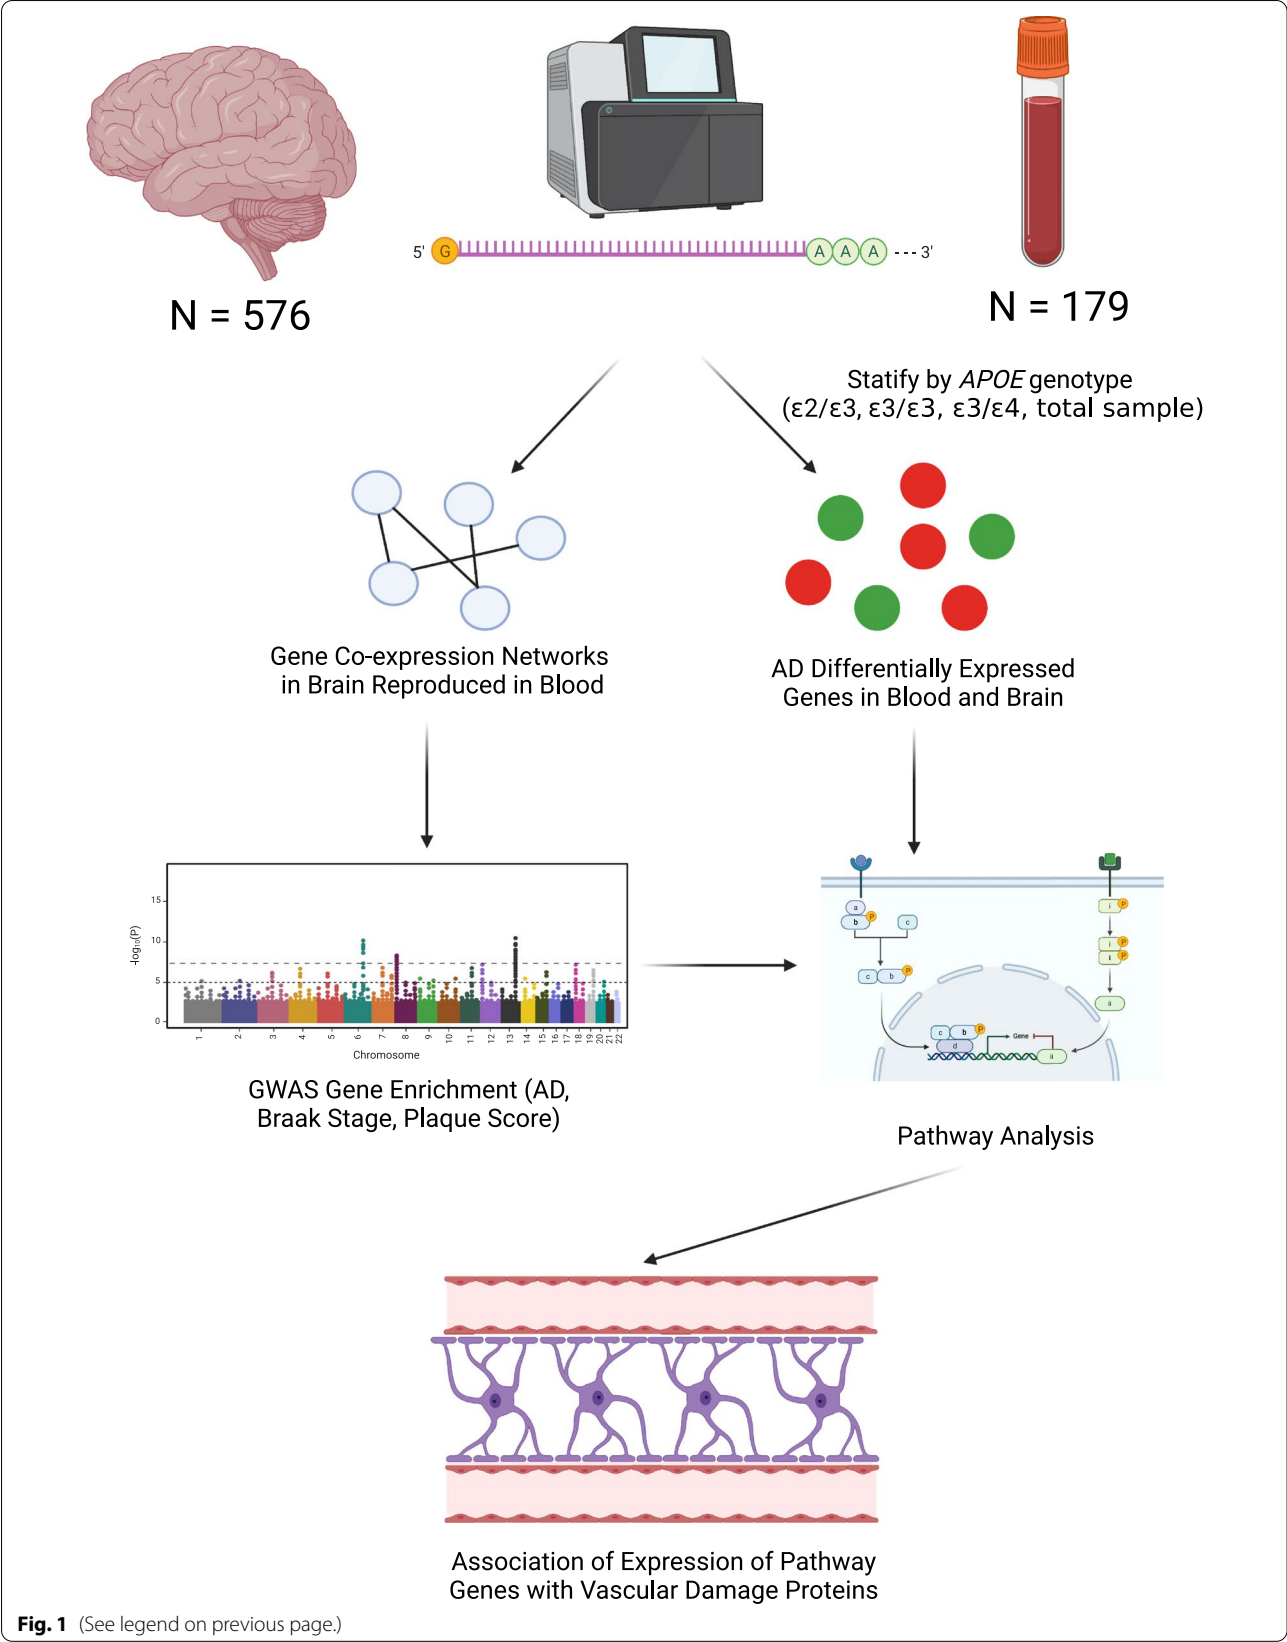 5' G A A A --- 3'
N = 576
N = 179
Statify by APOE genotype
(ε2/ε3, ε3/ε3, ε3/ε4, total sample)
Gene Co-expression Networks
in Brain Reproduced in Blood
AD Differentially Expressed
Genes in Blood and Brain
-log₁₀(P)
15
10
5
0
1 2 3 4 5 6 7 8 9 10 11 12 13 14 15 16 17 18 19 20 21 22
Chromosome
GWAS Gene Enrichment (AD,
Braak Stage, Plaque Score)
a
b P c
c b P
c b P
d
Gene
i P
i P
i P
ii
ii
Pathway Analysis
Association of Expression of Pathway
Genes with Vascular Damage Proteins
Fig. 1 (See legend on previous page.)